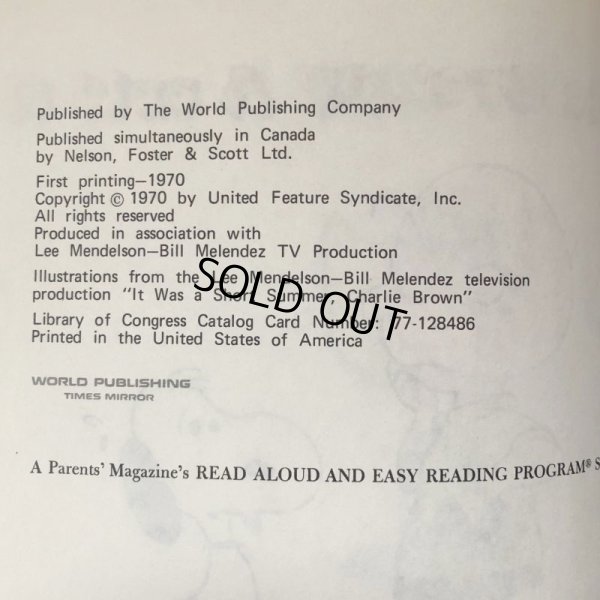 Published by The World Publishing Company
Published simultaneously in Canada
by Nelson, Foster & Scott Ltd.
First printing—1970
Copyright © 1970 by United Feature Syndicate, Inc.
All rights reserved
Produced in association with
Lee Mendelson—Bill Melendez TV Production
Illustrations from the Lee Mendelson—Bill Melendez television
production "It Was a Short Summer, Charlie Brown"
Library of Congress Catalog Card Number: 77-128486
Printed in the United States of America
SOLD OUT
WORLD PUBLISHING
TIMES MIRROR
A Parents' Magazine's READ ALOUD AND EASY READING PROGRAM® S